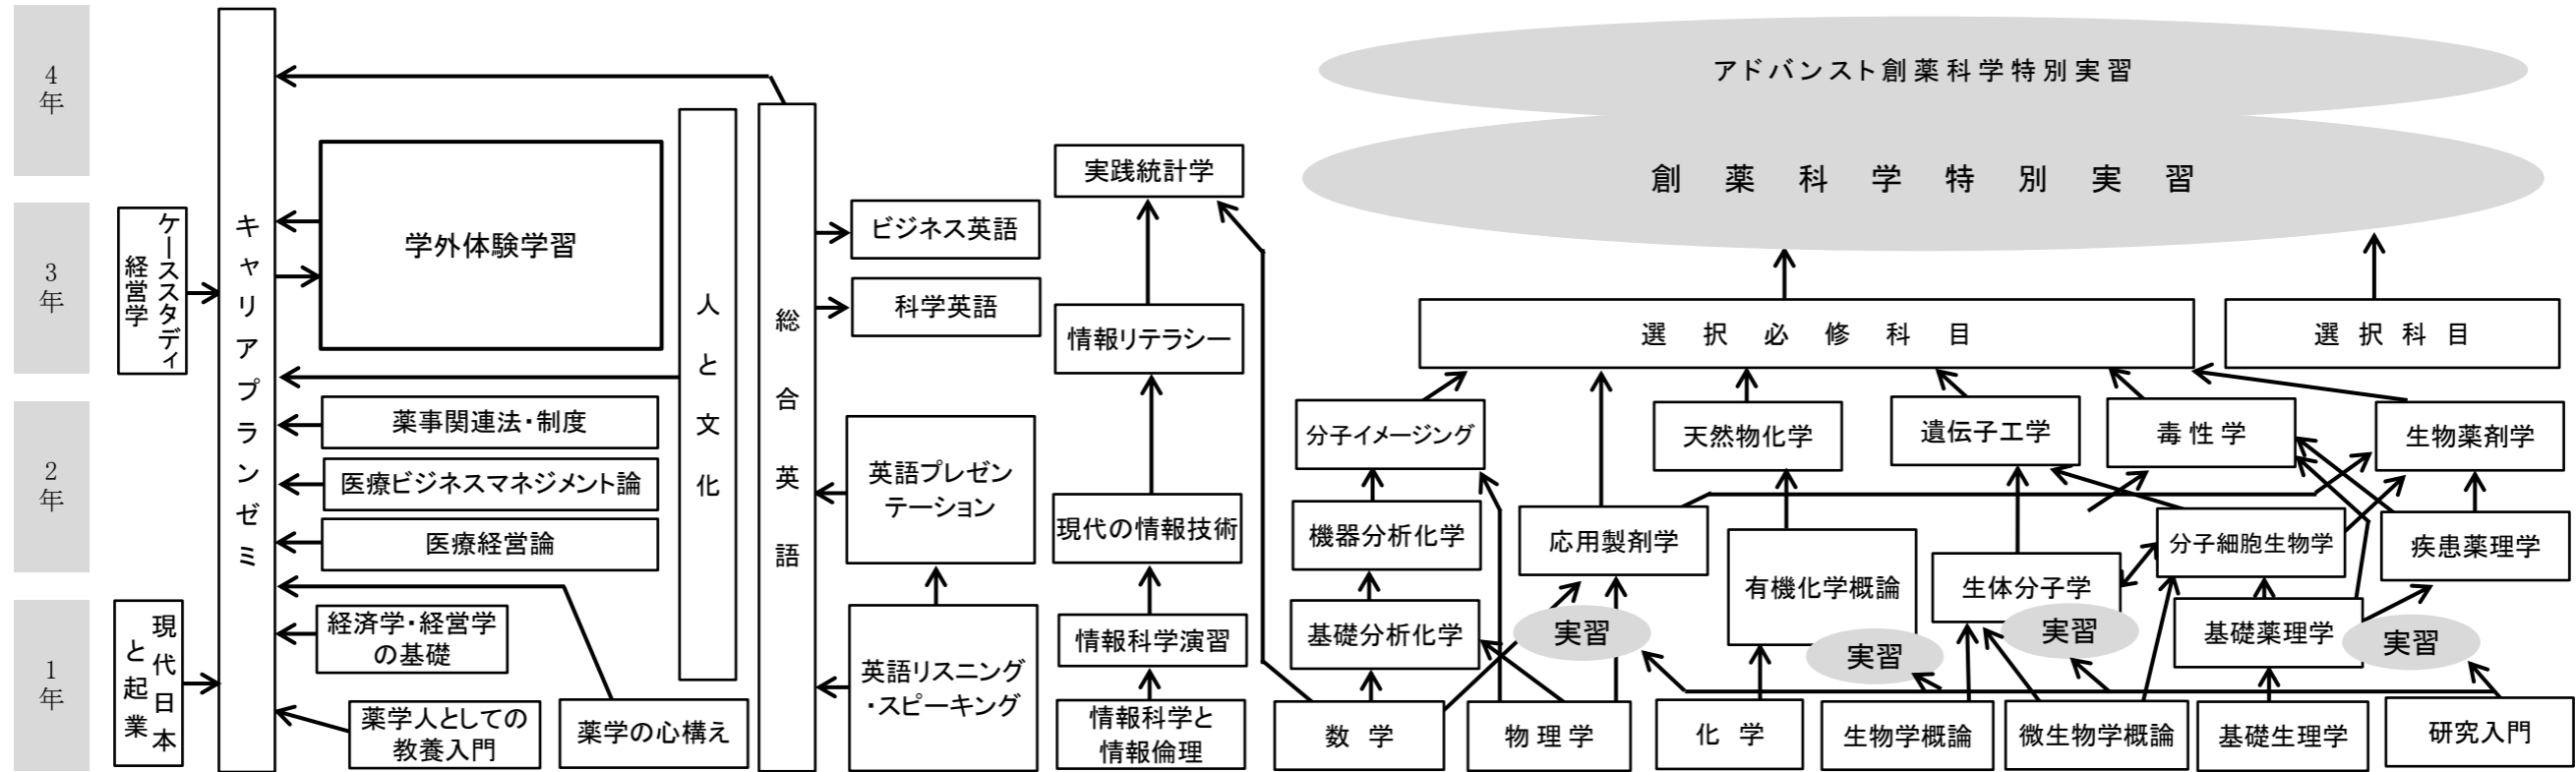 4
年
3
年
2
年
1
年
ケーススタディ
経営学
現代日本
と起業
キャリアプランゼミ
学外体験学習
薬事関連法・制度
医療ビジネスマネジメント論
医療経営論
経済学・経営学
の基礎
薬学人としての
教養入門
薬学の心構え
人と文化
総合英語
ビジネス英語
科学英語
英語プレゼン
テーション
英語リスニング
・スピーキング
実践統計学
情報リテラシー
現代の情報技術
情報科学演習
情報科学と
情報倫理
アドバンスト創薬科学特別実習
創薬科学特別実習
選択必修科目
選択科目
分子イメージング
天然物化学
遺伝子工学
毒性学
生物薬剤学
機器分析化学
応用製剤学
有機化学概論
生体分子学
分子細胞生物学
疾患薬理学
基礎分析化学
実習
実習
実習
基礎薬理学
実習
数学
物理学
化学
生物学概論
微生物学概論
基礎生理学
研究入門